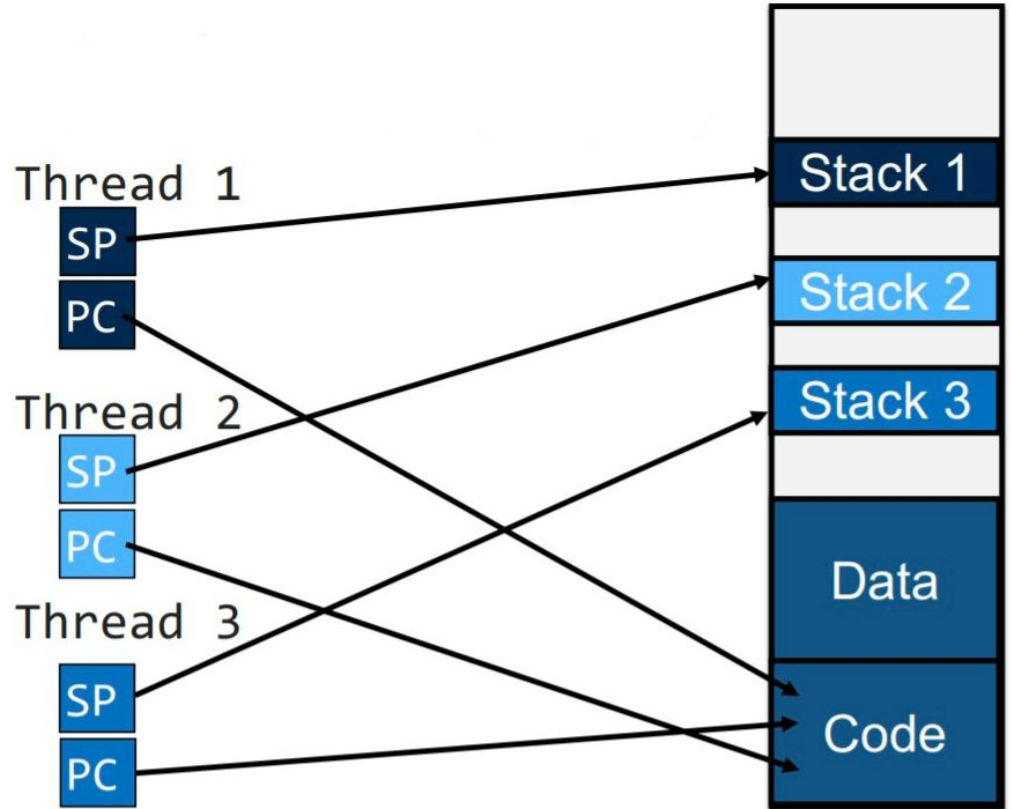 Thread 1
SP
PC
Thread 2
SP
PC
Thread 3
SP
PC
Stack 1
Stack 2
Stack 3
Data
Code